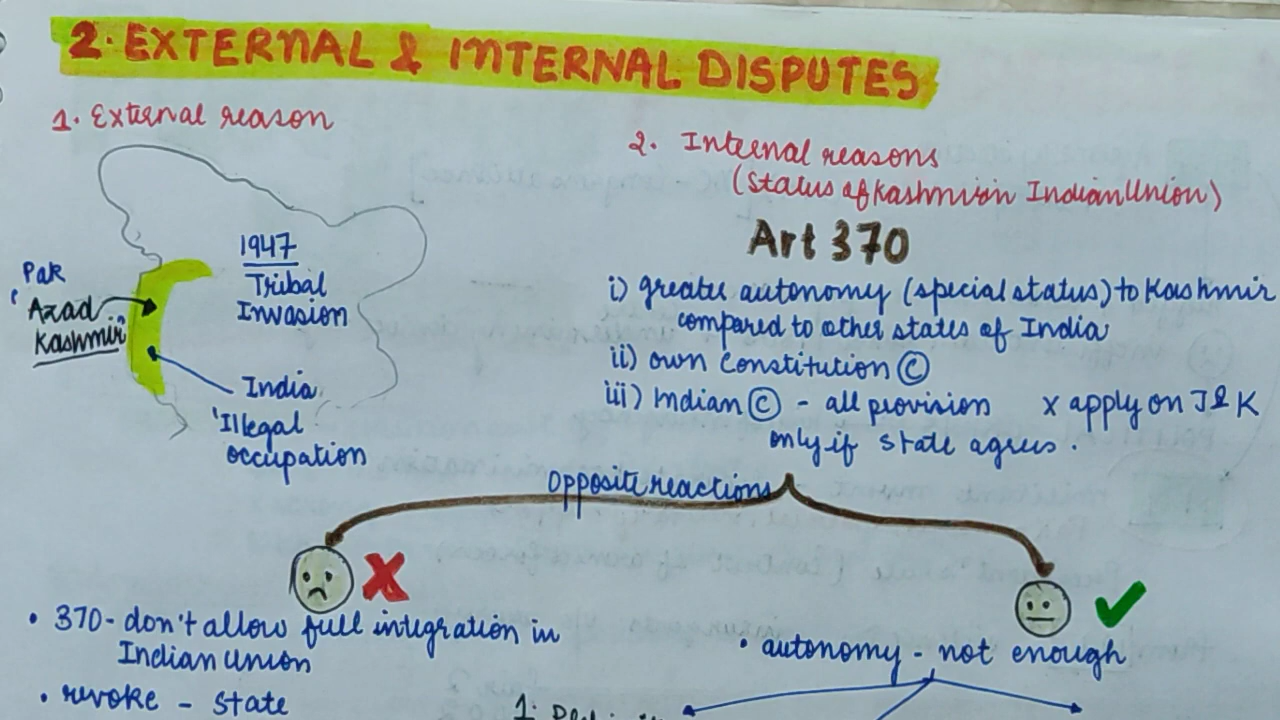 2. EXTERNAL & INTERNAL DISPUTES
1. External reason
1947
Tribal
Invasion
Pak
'Azad
Kashmir'
India
'Illegal
occupation
2. Internal reasons
(Status of Kashmir in Indian Union)
Art 370
i) greater autonomy (special status) to Kashmir
compared to other states of India
ii) own Constitution ©
iii) Indian © - all provision x apply on J&K
only if state agrees.
Opposite reactions
• 370 - don't allow full integration in
Indian Union
• revoke - State
• autonomy - not enough
1.